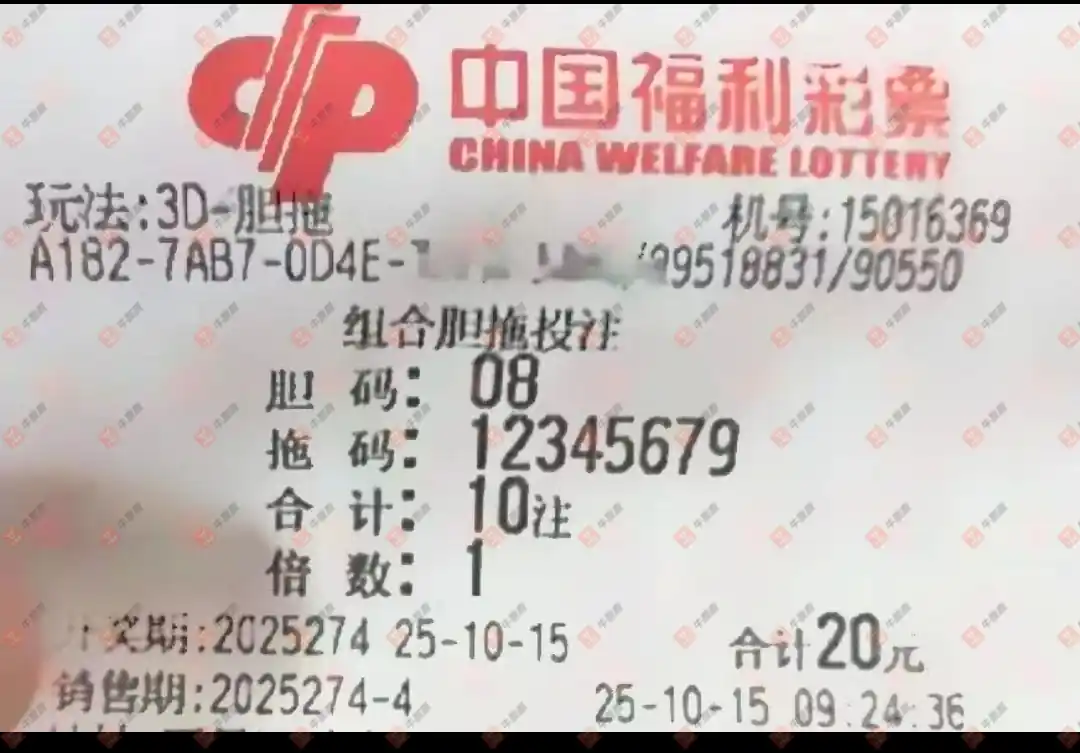 中国福利彩票
CHINA WELFARE LOTTERY
玩法:3D-胆拖 机号:15016369
A182-7AB7-0D4E- 99518831/90550
组合胆拖投注
胆 码: 08
拖 码: 12345679
合 计: 10注
倍 数: 1
开奖期:2025274 25-10-15 合计20元
销售期:2025274-4 25-10-15 09:24:36